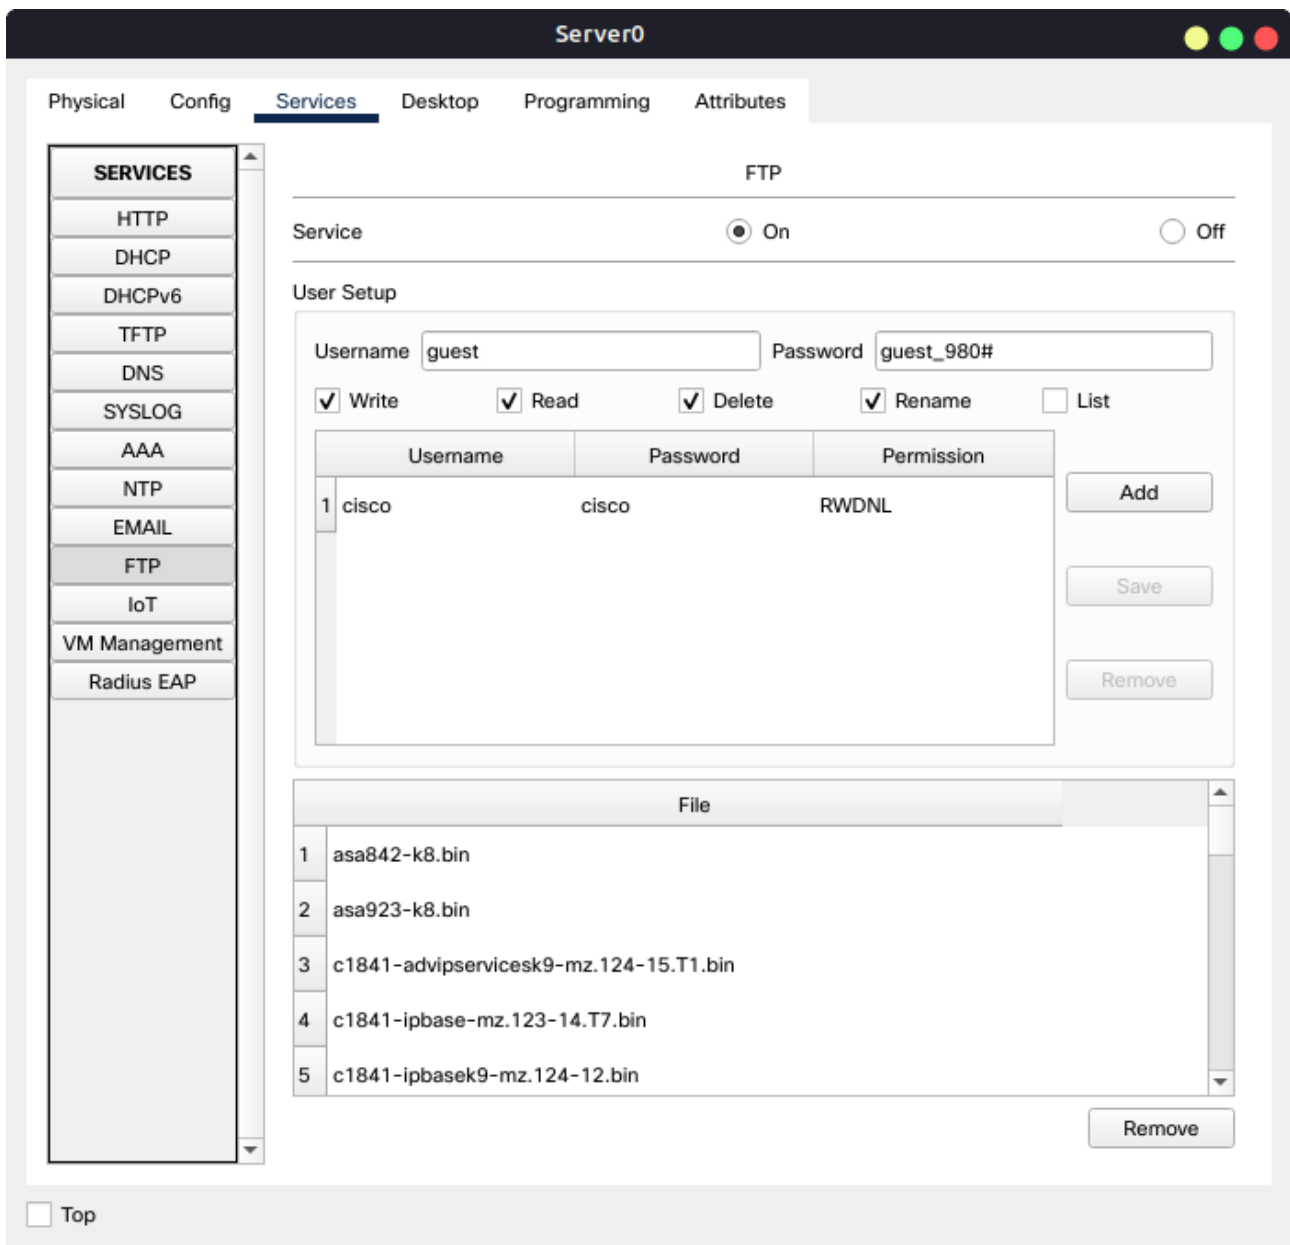 Server0
Physical Config Services Desktop Programming Attributes
SERVICES
HTTP
DHCP
DHCPv6
TFTP
DNS
SYSLOG
AAA
NTP
EMAIL
FTP
IoT
VM Management
Radius EAP
FTP
Service On Off
User Setup
Username guest Password guest_980#
Write Read Delete Rename List
Username Password Permission
1 cisco cisco RWDNL
Add
Save
Remove
File
1 asa842-k8.bin
2 asa923-k8.bin
3 c1841-advipservicesk9-mz.124-15.T1.bin
4 c1841-ipbase-mz.123-14.T7.bin
5 c1841-ipbasek9-mz.124-12.bin
Remove
Top